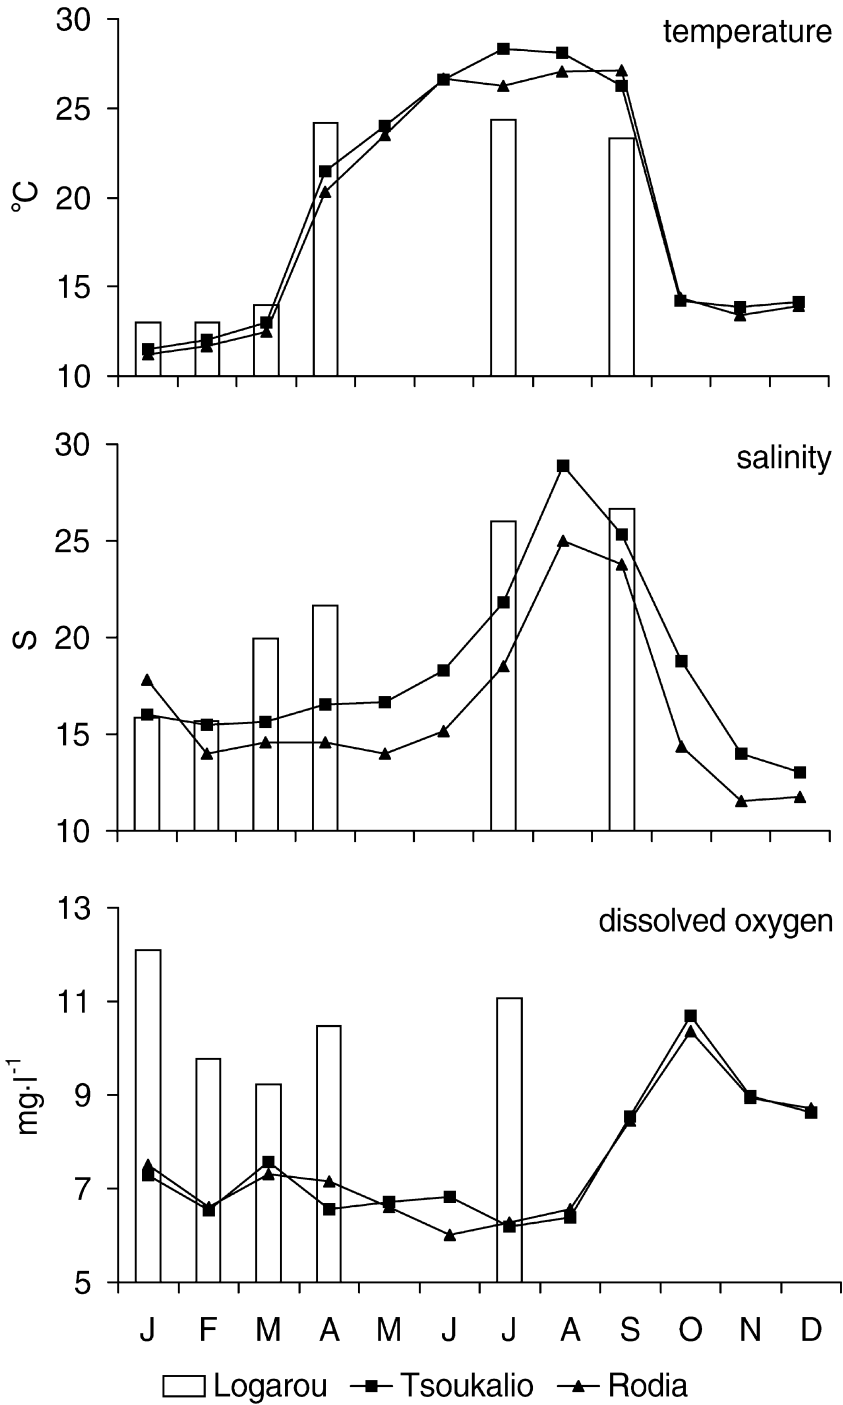 temperature
30
25
20
15
10
°C
salinity
30
25
20
15
10
S
dissolved oxygen
13
11
9
7
5
mg·l⁻¹
J F M A M J J A S O N D
Logarou Tsoukalio Rodia